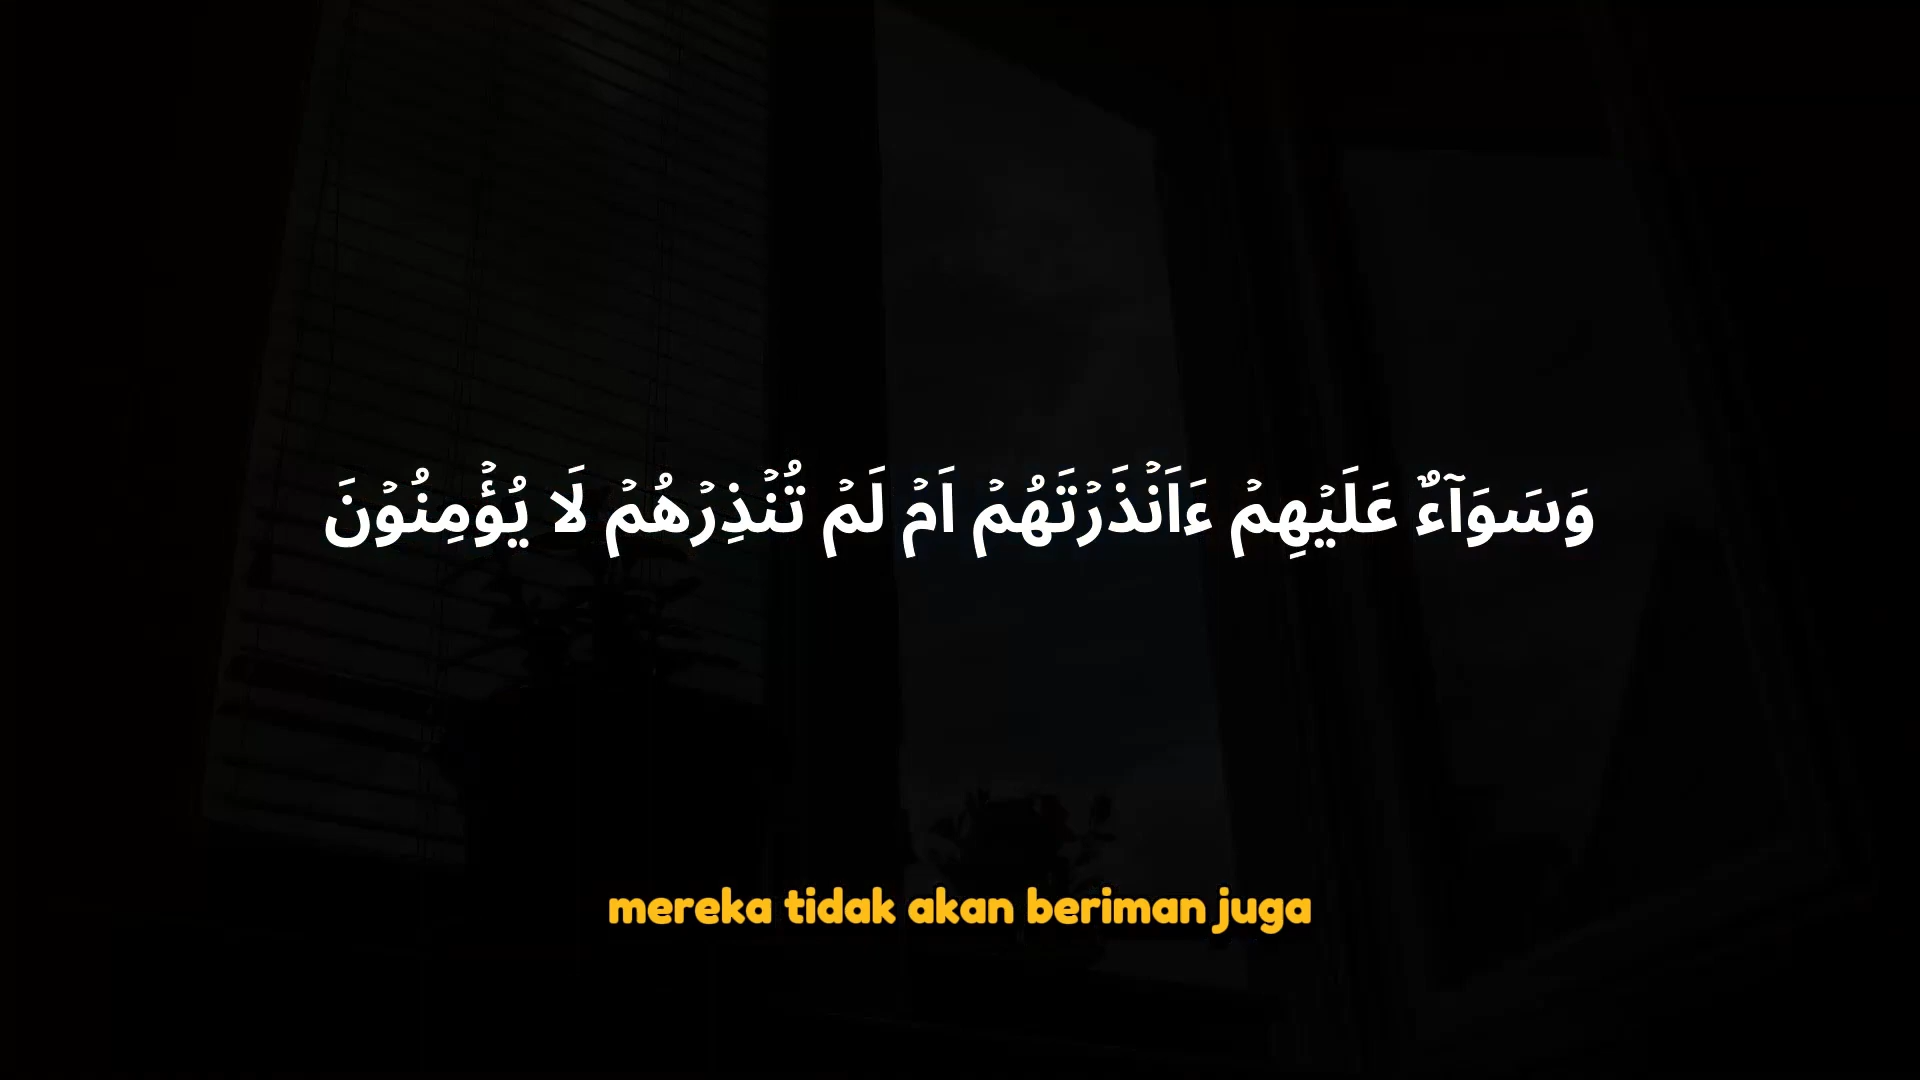 وَسَوَآءٌ عَلَيْهِمْ ءَاَنْذَرْتَهُمْ اَمْ لَمْ تُنْذِرْهُمْ لَا يُؤْمِنُوْنَ
mereka tidak akan beriman juga